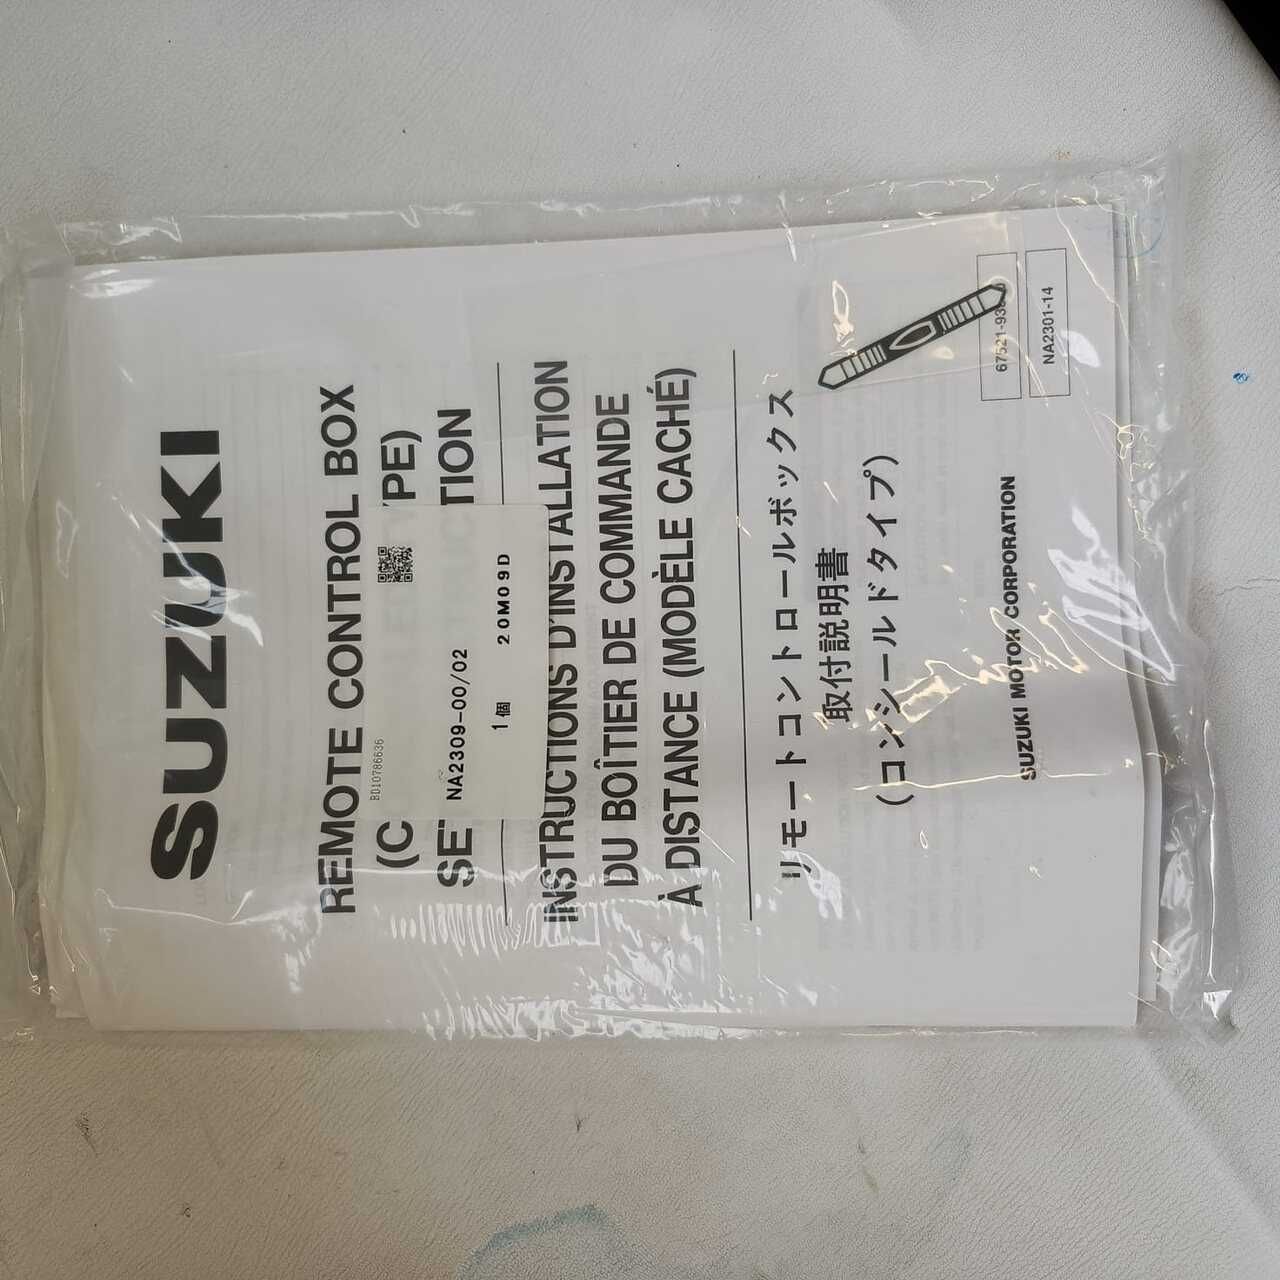 SUZUKI
REMOTE CONTROL BOX
(C YPE)
SE TION
BD10786636
NA2309-00/02
1個 20M09D
INSTRUCTIONS D'INSTALLATION
DU BOÎTIER DE COMMANDE
À DISTANCE (MODÈLE CACHÉ)
リモートコントロールボックス
取付説明書
(コンシールドタイプ)
SUZUKI MOTOR CORPORATION
NA2301-14